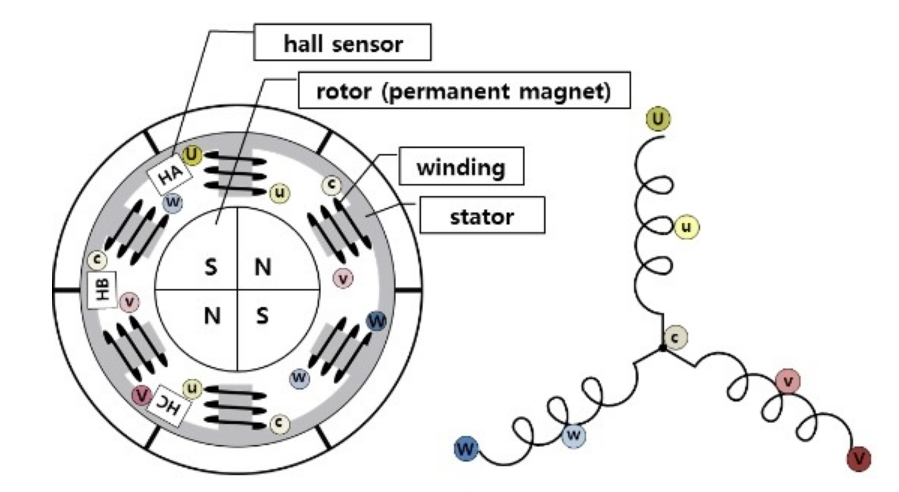 hall sensor
rotor (permanent magnet)
winding
stator
U
HA
w
u
c
c
HB
v
v
S N
N S
W
w
V
HC
u
c
U
u
c
v
w
W
V